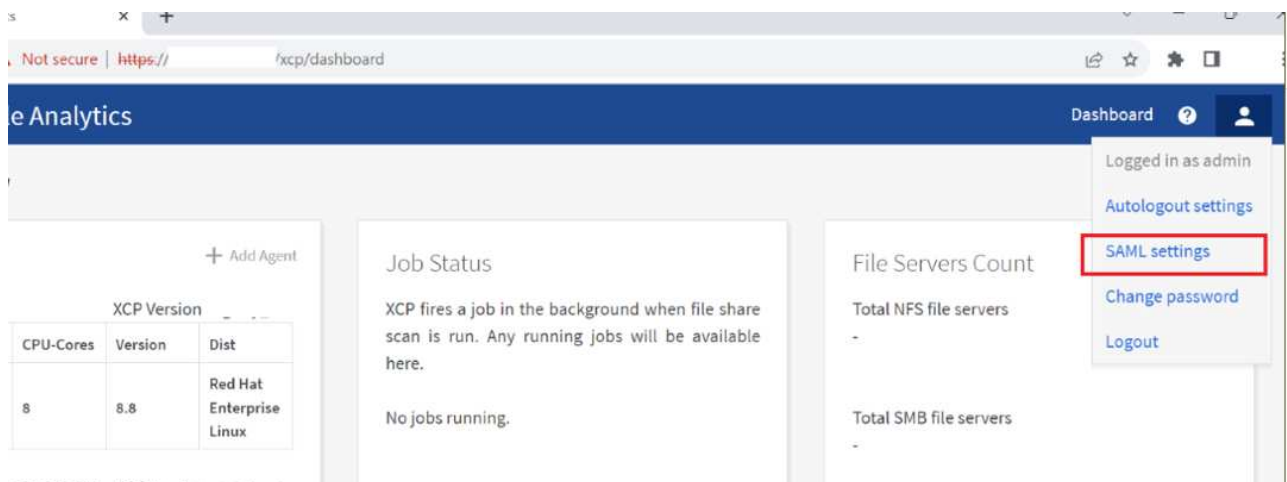 Not secure | https:// /xcp/dashboard
e Analytics
Dashboard
Logged in as admin
Autologout settings
SAML settings
Change password
Logout
+ Add Agent
XCP Version
CPU-Cores Version Dist
8 8.8 Red Hat
Enterprise
Linux
Job Status
XCP fires a job in the background when file share
scan is run. Any running jobs will be available
here.
No jobs running.
File Servers Count
Total NFS file servers
-
Total SMB file servers
-